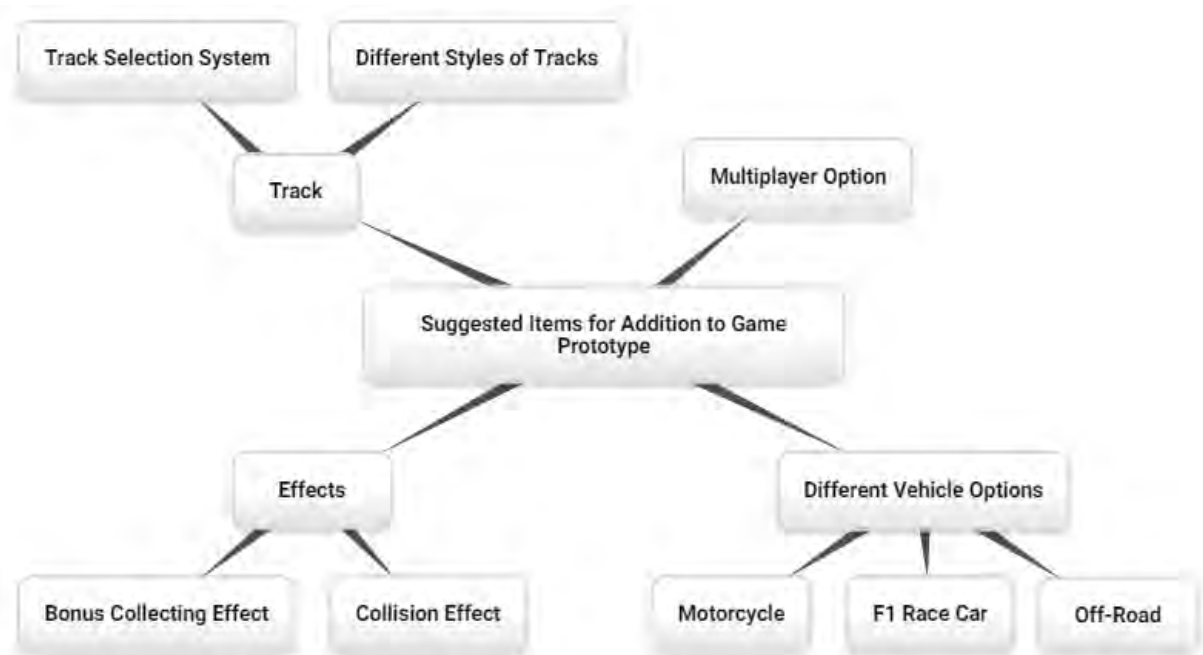 Track Selection System
Different Styles of Tracks
Track
Multiplayer Option
Suggested Items for Addition to Game
Prototype
Effects
Different Vehicle Options
Bonus Collecting Effect
Collision Effect
Motorcycle
F1 Race Car
Off-Road